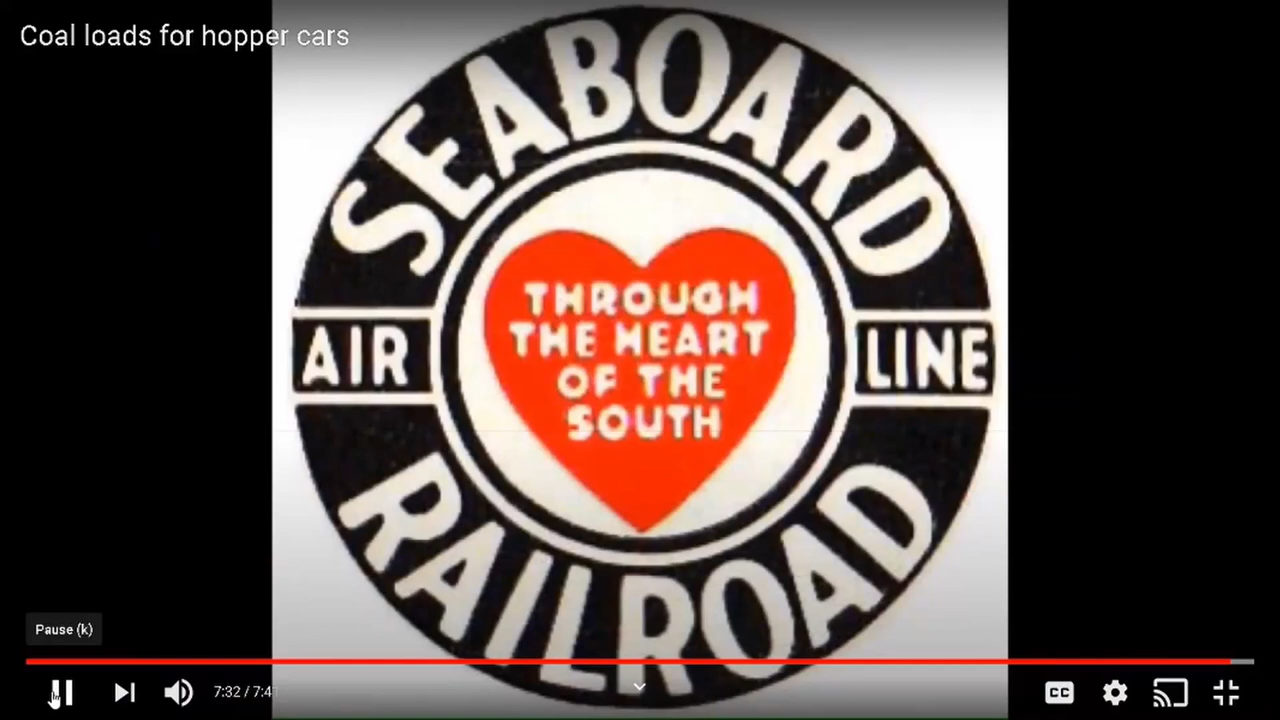 Coal loads for hopper cars
SEABOARD
AIR LINE
THROUGH
THE HEART
OF THE
SOUTH
RAILROAD
Pause (k)
7:32 / 7:41
CC